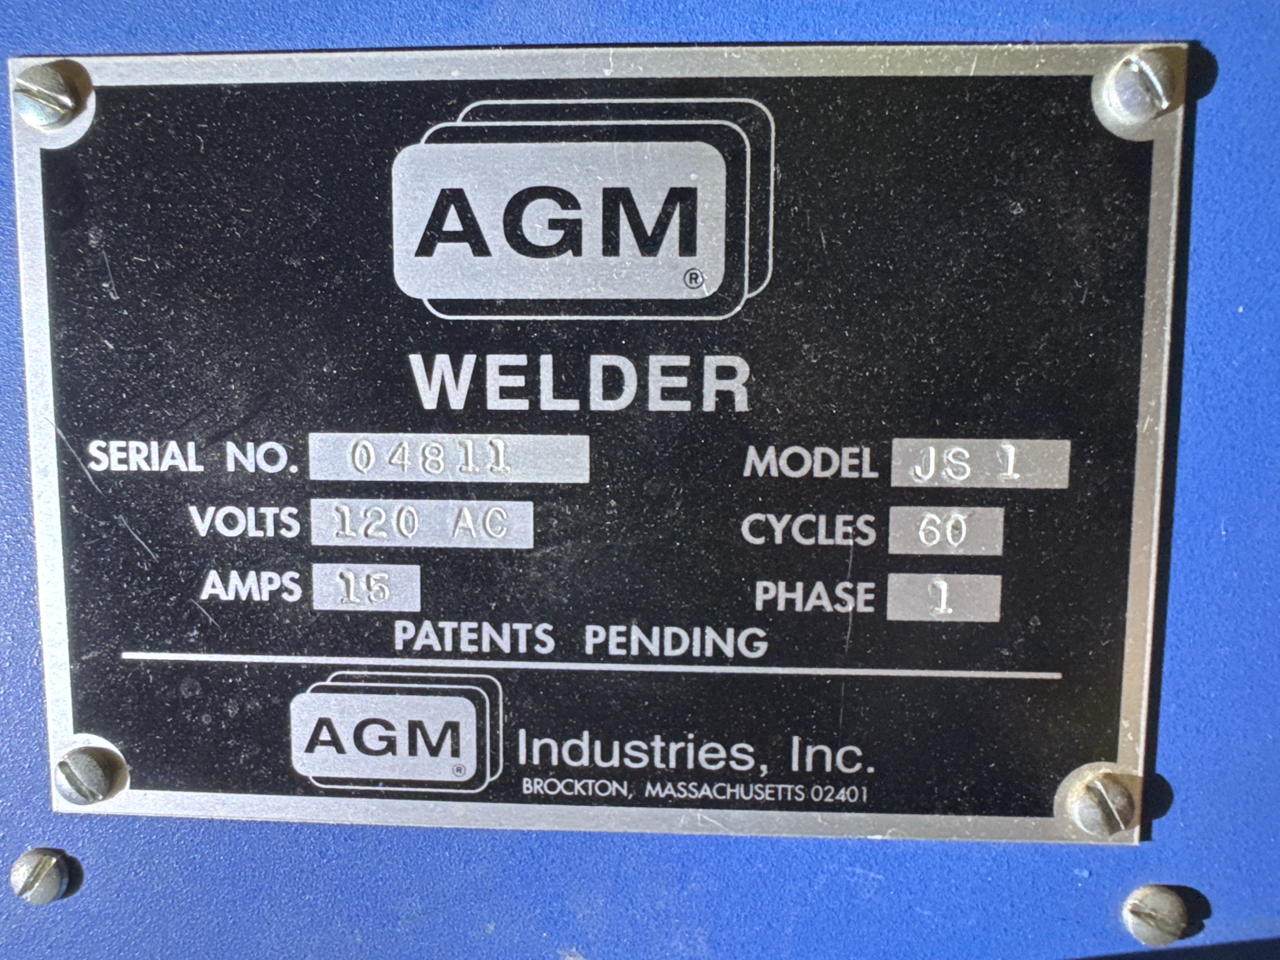 AGM
®
WELDER
SERIAL NO. 04811 MODEL JS 1
VOLTS 120 AC CYCLES 60
AMPS 15 PHASE 1
PATENTS PENDING
AGM® Industries, Inc.
BROCKTON, MASSACHUSETTS 02401